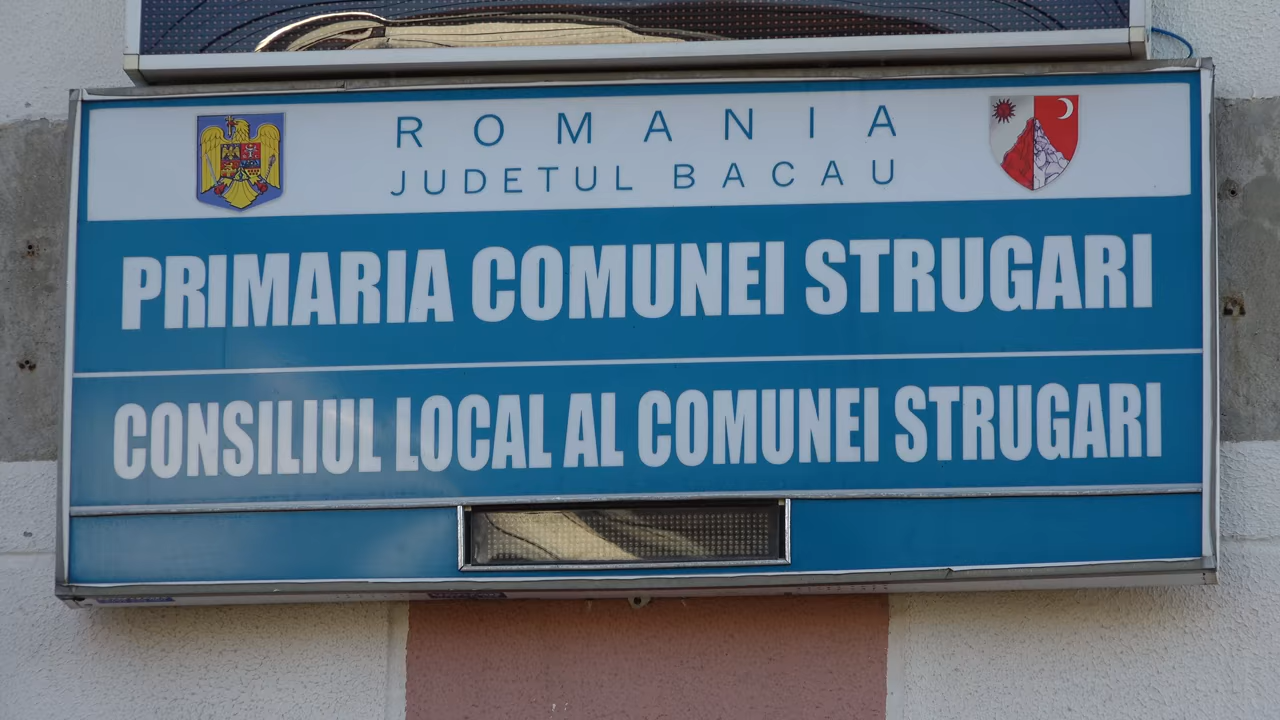 ROMANIA
JUDETUL BACAU
PRIMARIA COMUNEI STRUGARI
CONSILIUL LOCAL AL COMUNEI STRUGARI